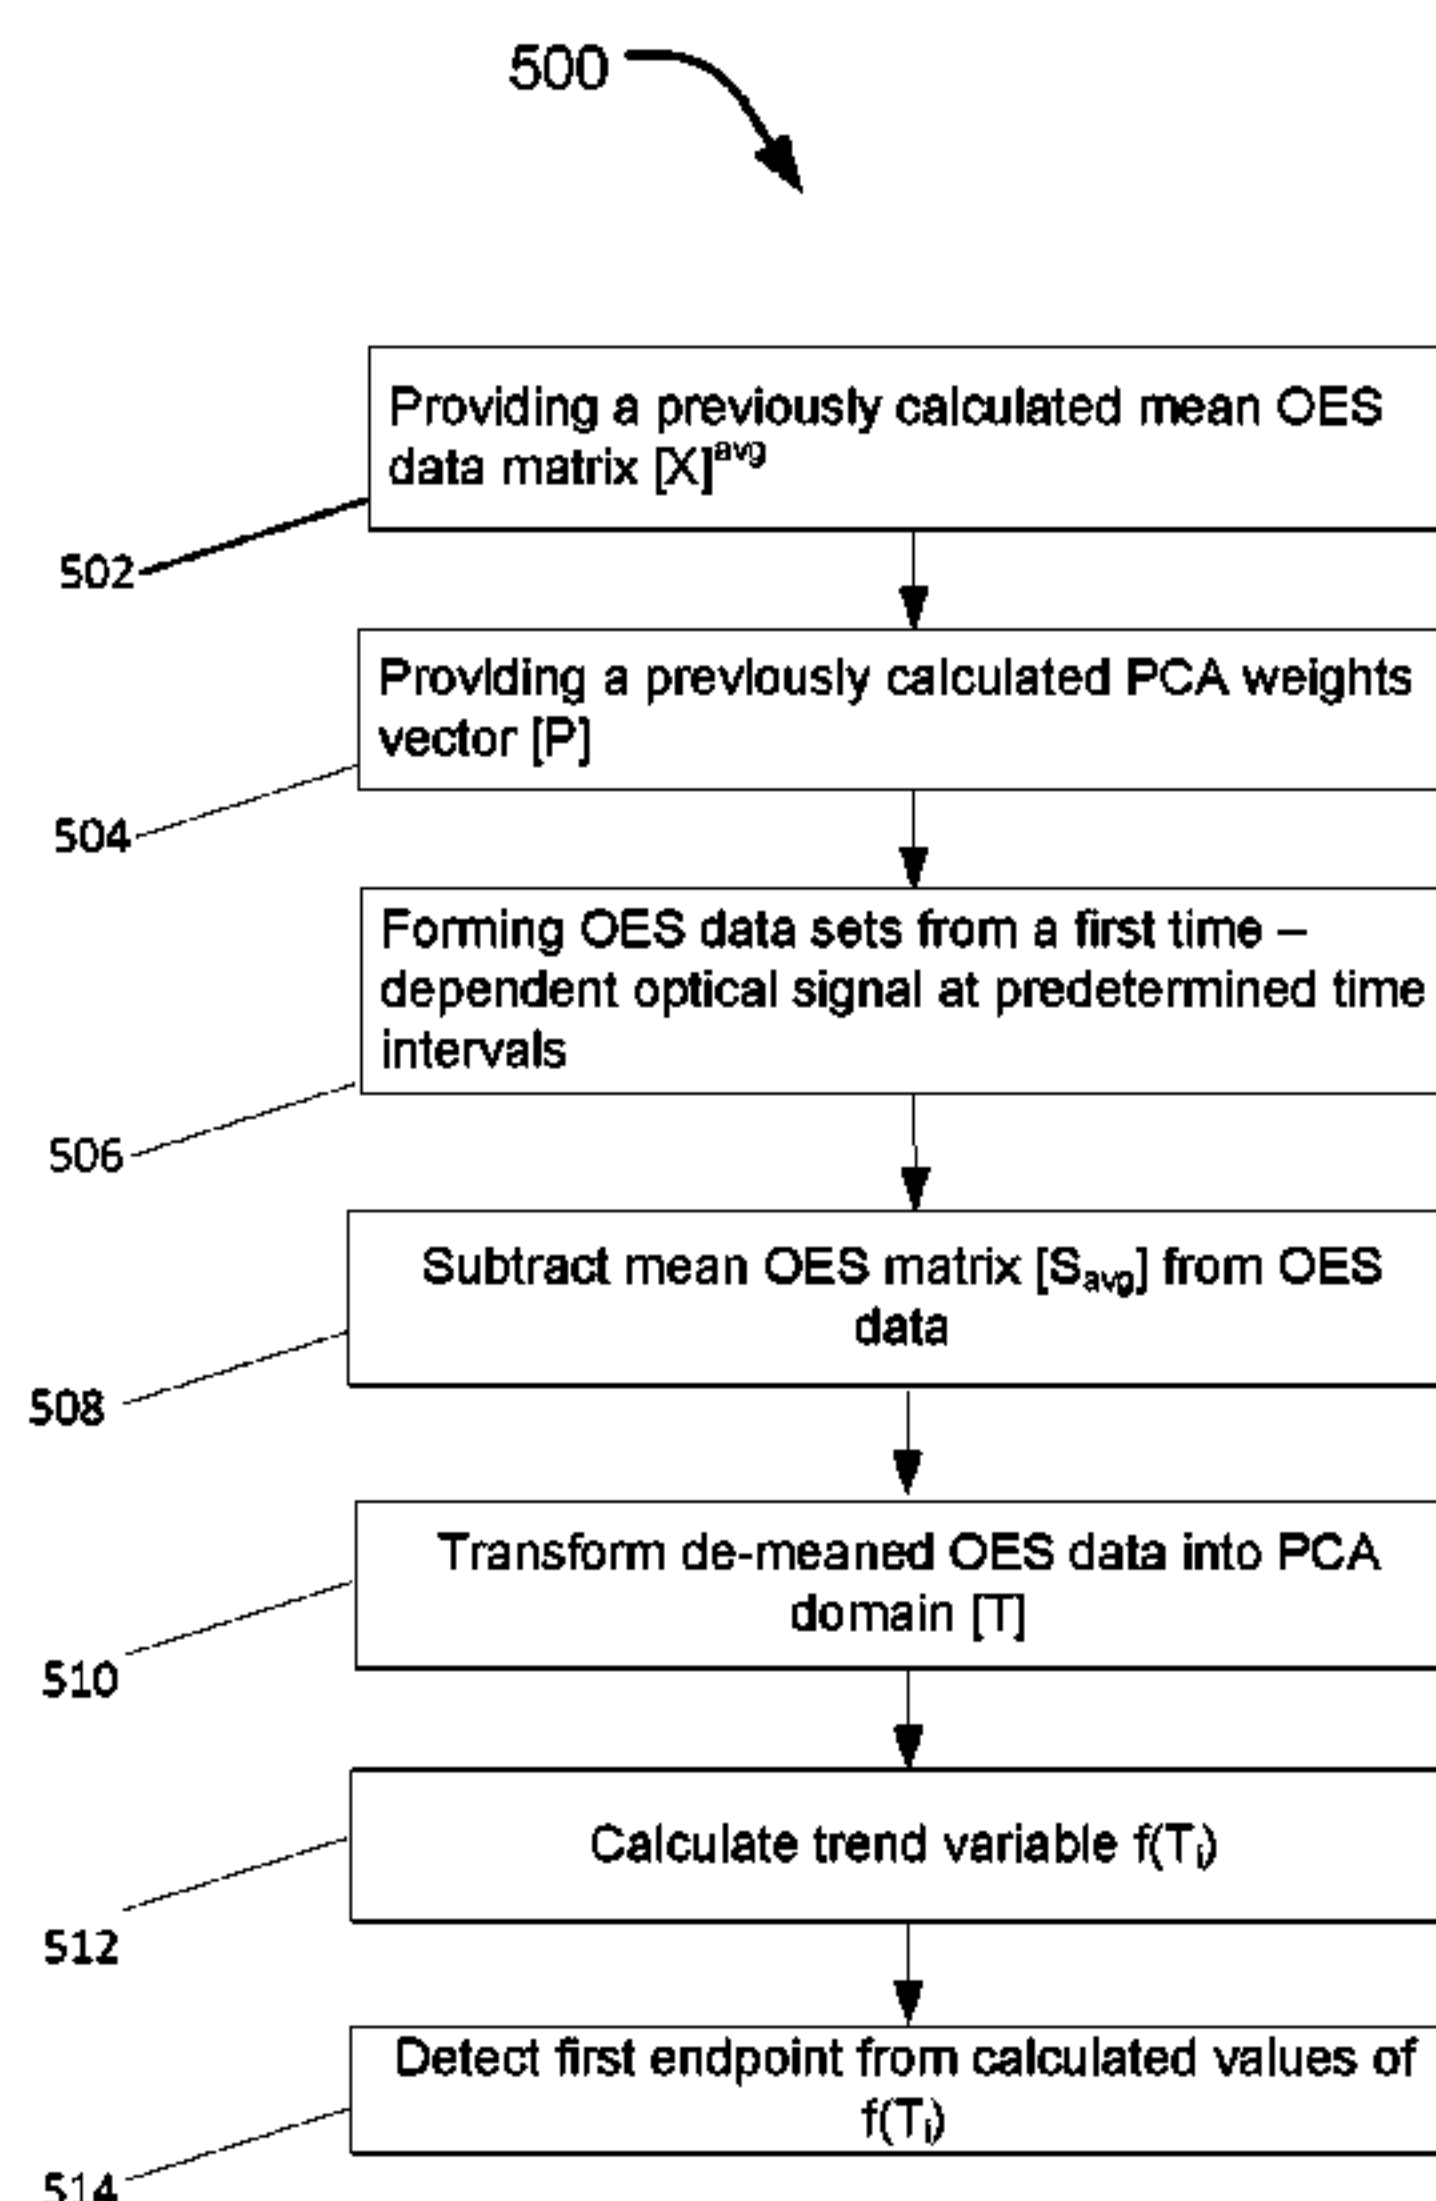 500
Providing a previously calculated mean OES
data matrix [X]avg
502
Providing a previously calculated PCA weights
vector [P]
504
Forming OES data sets from a first time –
dependent optical signal at predetermined time
intervals
506
Subtract mean OES matrix [Savg] from OES
data
508
Transform de-meaned OES data into PCA
domain [T]
510
Calculate trend variable f(Ti)
512
Detect first endpoint from calculated values of
f(Ti)
514